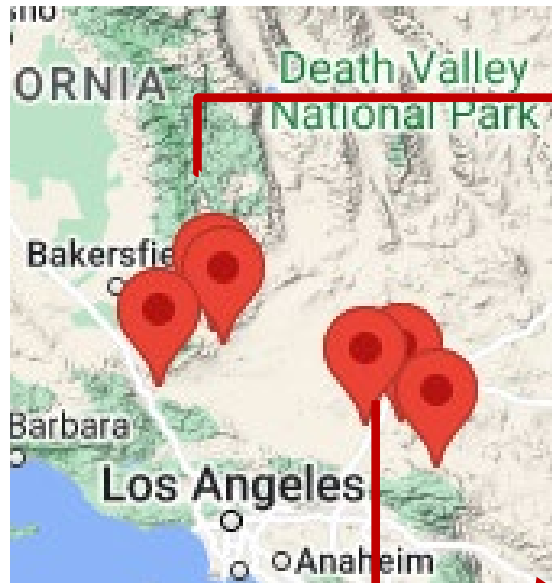 ORNIA
Death Valley
National Park
Bakersfie
Barbara
Los Angeles
Anaheim